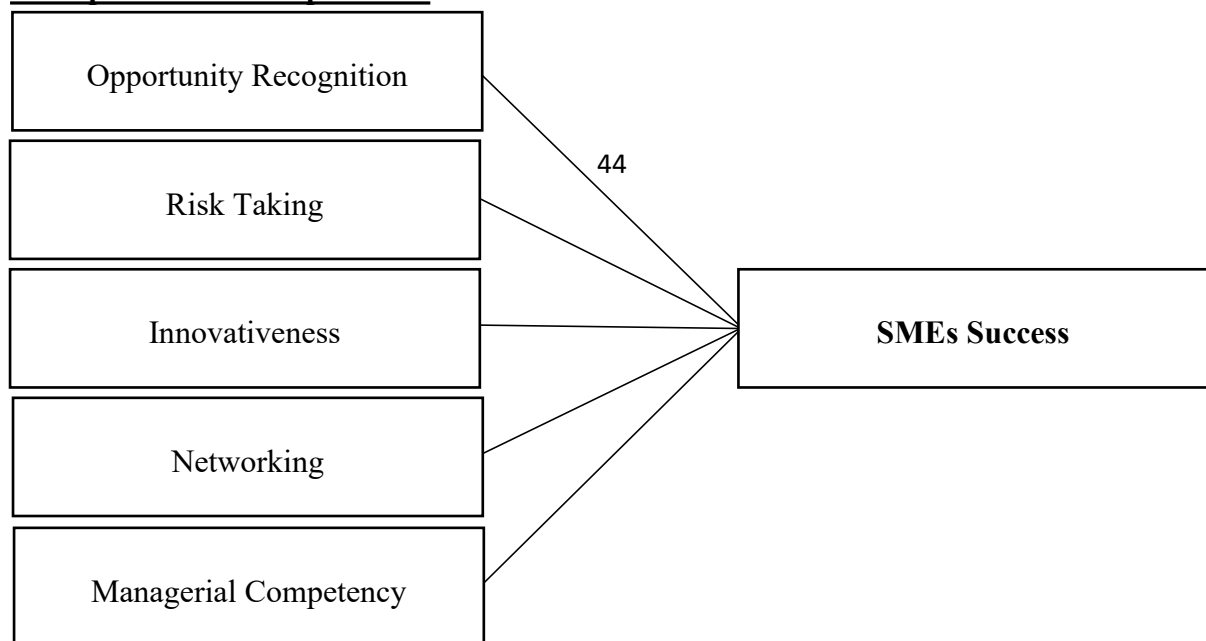 Opportunity Recognition
44
Risk Taking
Innovativeness
SMEs Success
Networking
Managerial Competency